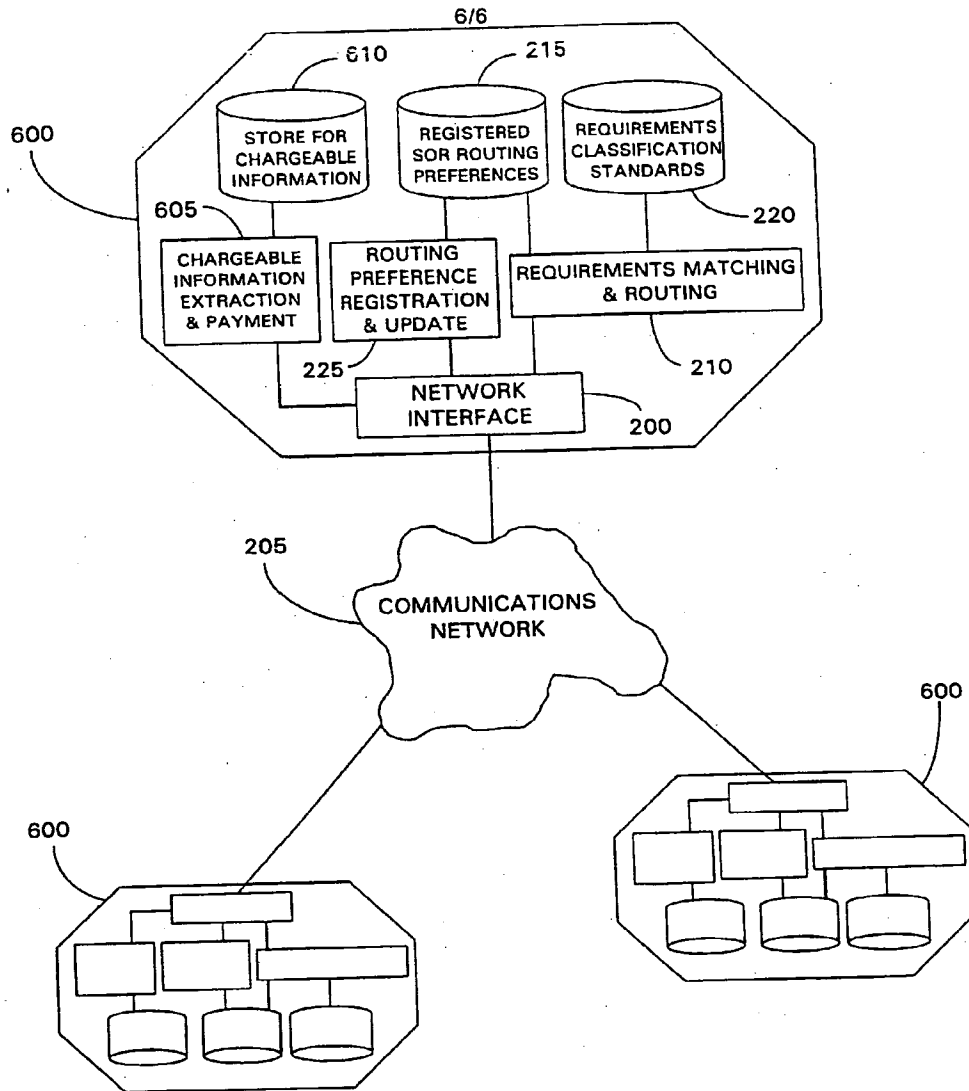 6/6
610
215
600
STORE FOR
CHARGEABLE
INFORMATION
REGISTERED
SOR ROUTING
PREFERENCES
REQUIREMENTS
CLASSIFICATION
STANDARDS
605
220
CHARGEABLE
INFORMATION
EXTRACTION
& PAYMENT
ROUTING
PREFERENCE
REGISTRATION
& UPDATE
REQUIREMENTS MATCHING
& ROUTING
225
210
NETWORK
INTERFACE
200
205
COMMUNICATIONS
NETWORK
600
600